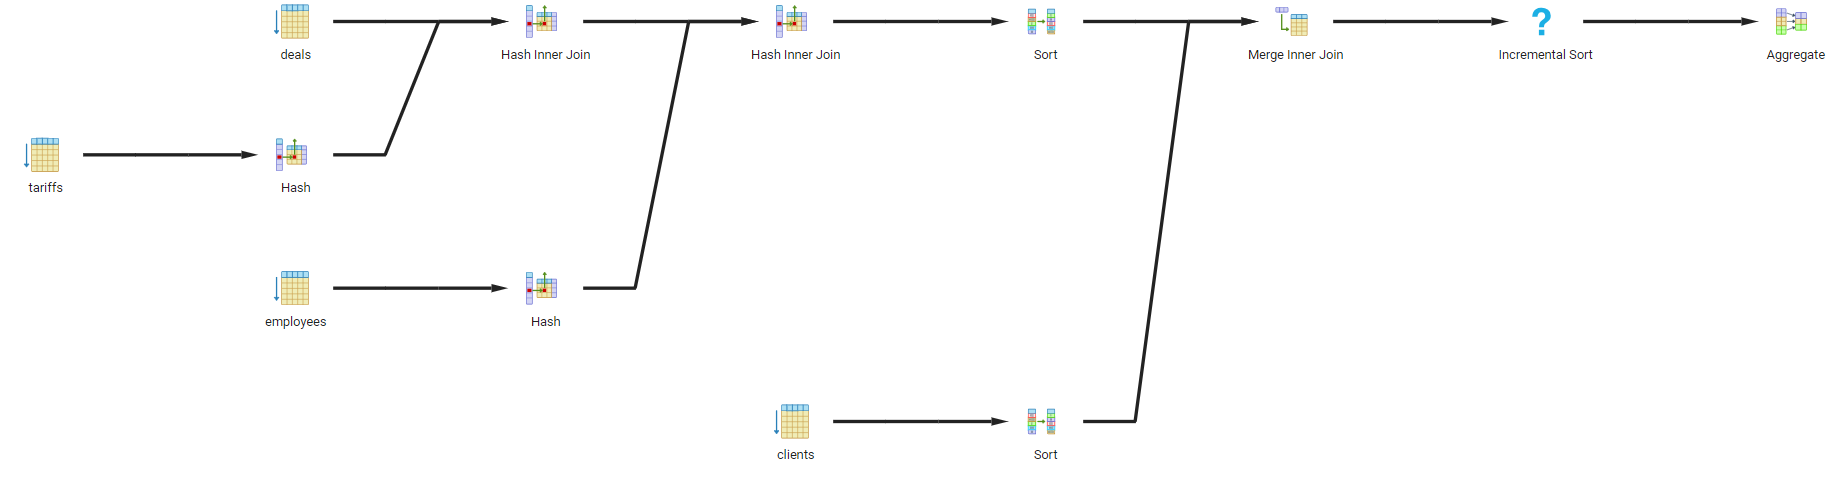 deals
Hash Inner Join
Hash Inner Join
Sort
Merge Inner Join
?
Incremental Sort
Aggregate
tariffs
Hash
employees
Hash
clients
Sort